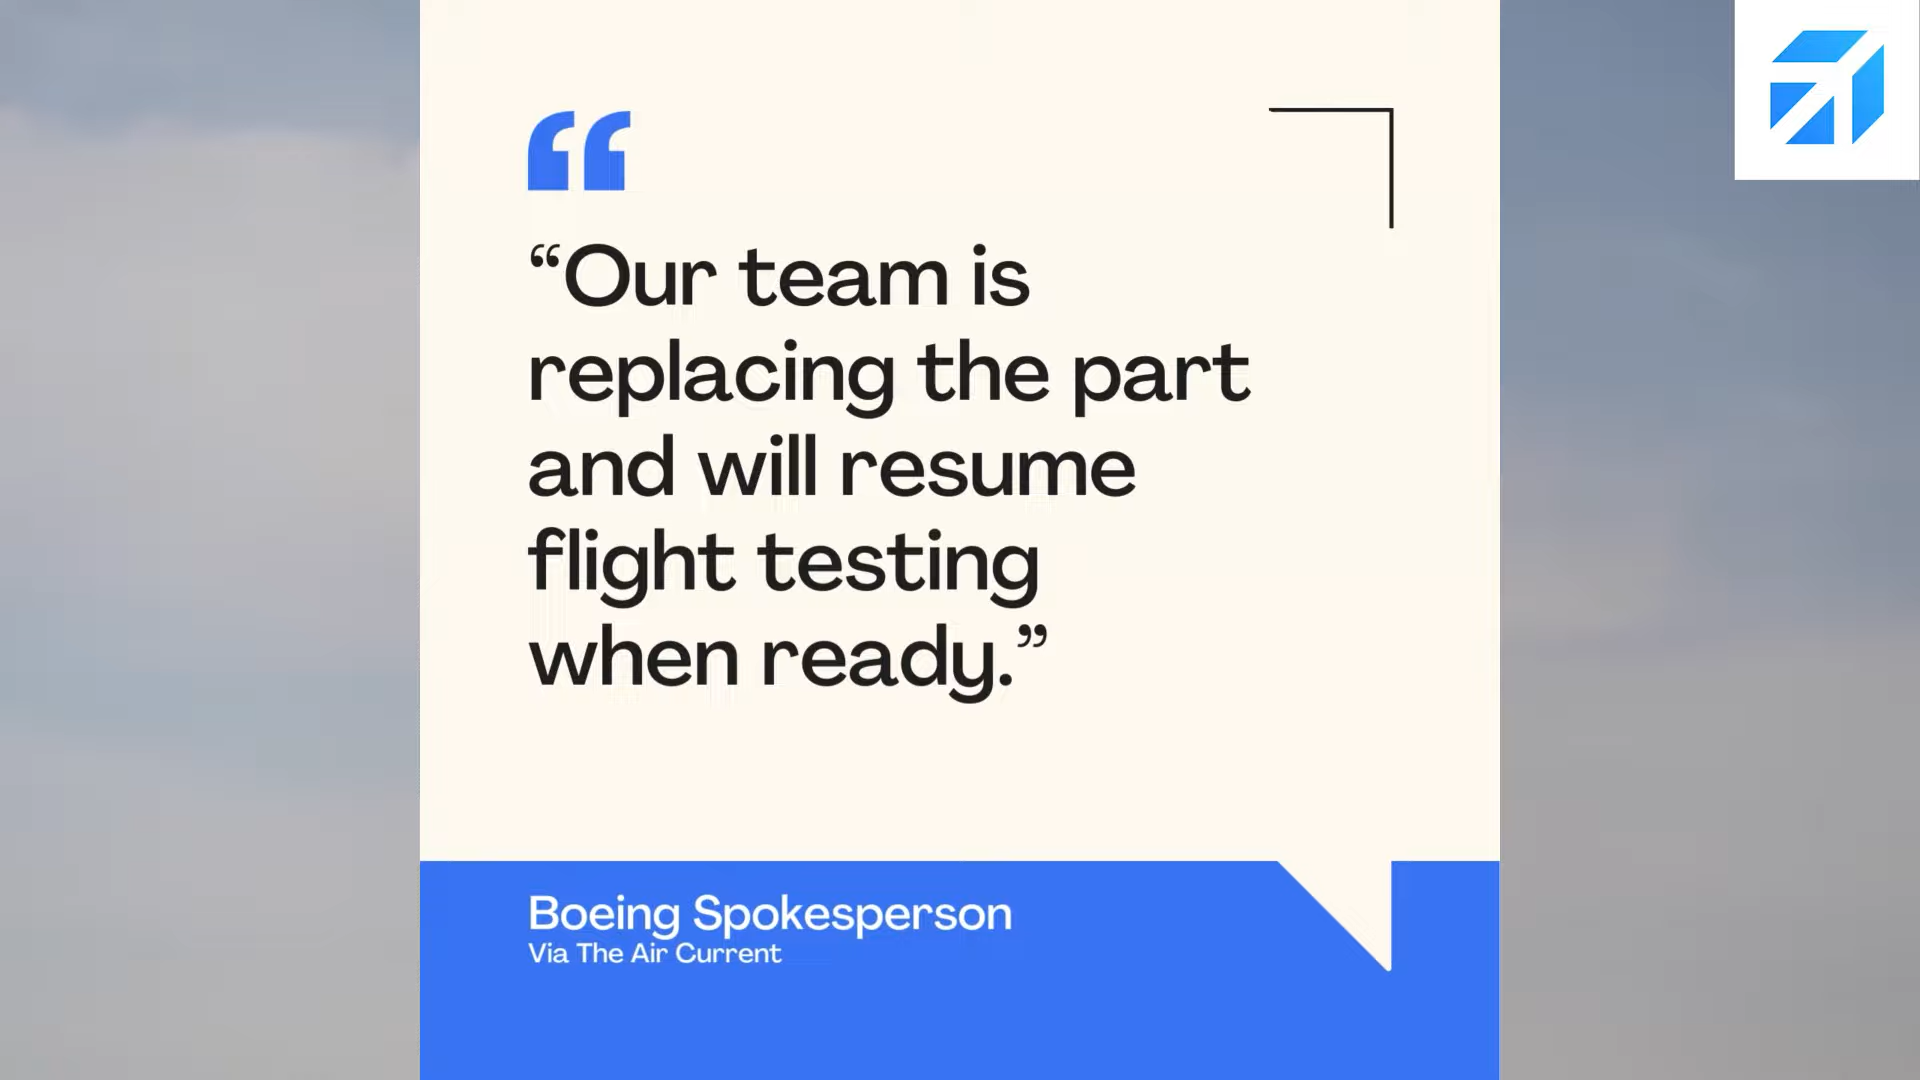 “
“Our team is
replacing the part
and will resume
flight testing
when ready.”
Boeing Spokesperson
Via The Air Current